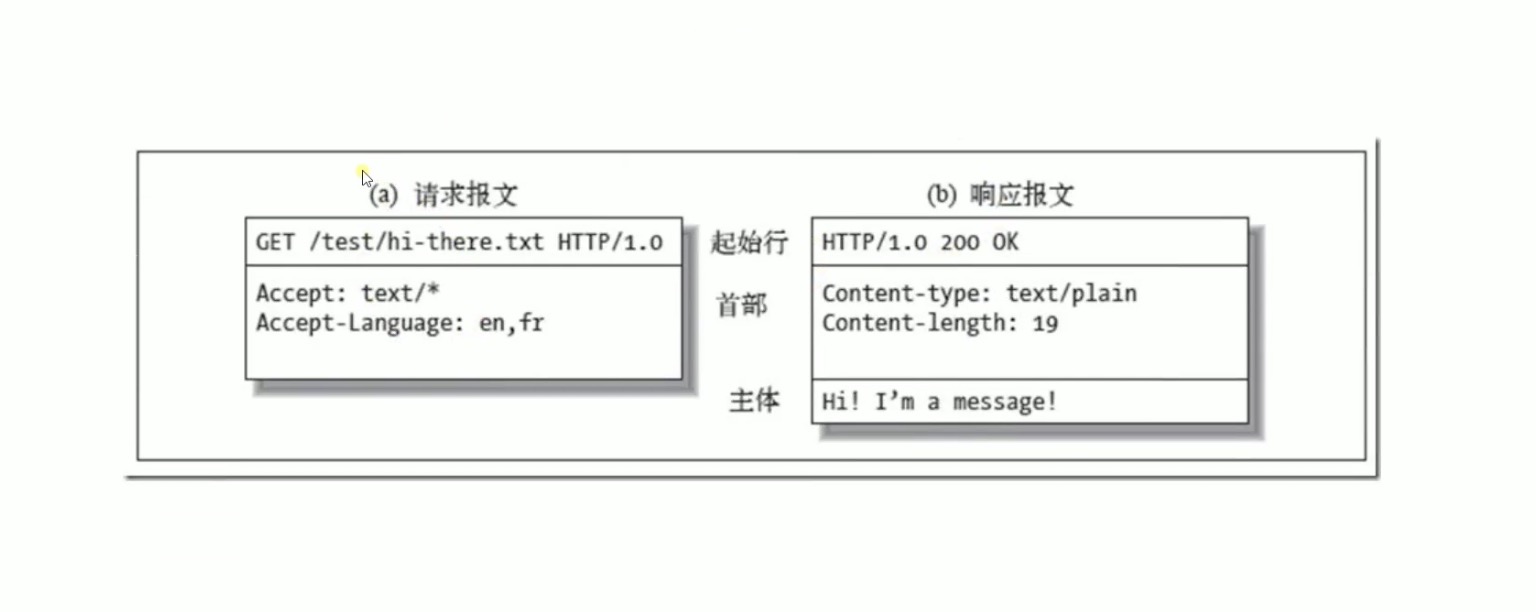 (a) 请求报文
GET /test/hi-there.txt HTTP/1.0
Accept: text/*
Accept-Language: en,fr
起始行
首部
主体
(b) 响应报文
HTTP/1.0 200 OK
Content-type: text/plain
Content-length: 19
Hi! I’m a message!